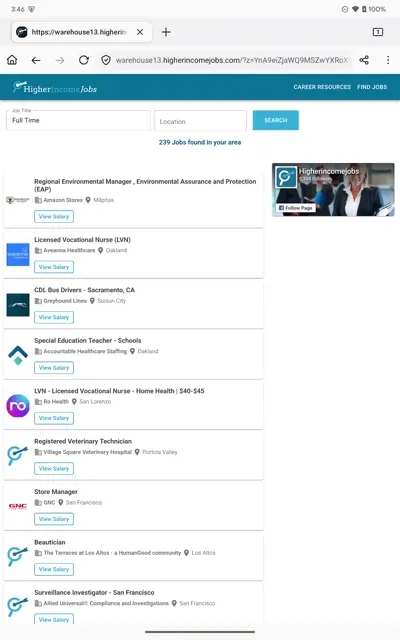 3:46
100%
https://warehouse13.higherin
1
warehouse13.higherincomejobs.com/?z=YnA9eiZjaWQ9MSZwYXRoX
HigherIncomeJobs
CAREER RESOURCES FIND JOBS
Job Title
Full Time
Location
SEARCH
239 Jobs found in your area
Higherincomejobs
Follow Page
Regional Environmental Manager , Environmental Assurance and Protection
(EAP)
Amazon Stores Milpitas
View Salary
Licensed Vocational Nurse (LVN)
Aveanna Healthcare Oakland
View Salary
CDL Bus Drivers - Sacramento, CA
Greyhound Lines Suisun City
View Salary
Special Education Teacher - Schools
Accountable Healthcare Staffing Oakland
View Salary
ro
LVN - Licensed Vocational Nurse - Home Health | $40-$45
Ro Health San Lorenzo
View Salary
Registered Veterinary Technician
Village Square Veterinary Hospital Portola Valley
View Salary
GNC
Store Manager
GNC San Francisco
View Salary
Beautician
The Terraces at Los Altos - a HumanGood community Los Altos
View Salary
Surveillance Investigator - San Francisco
Allied Universal® Compliance and Investigations San Francisco
View Salary